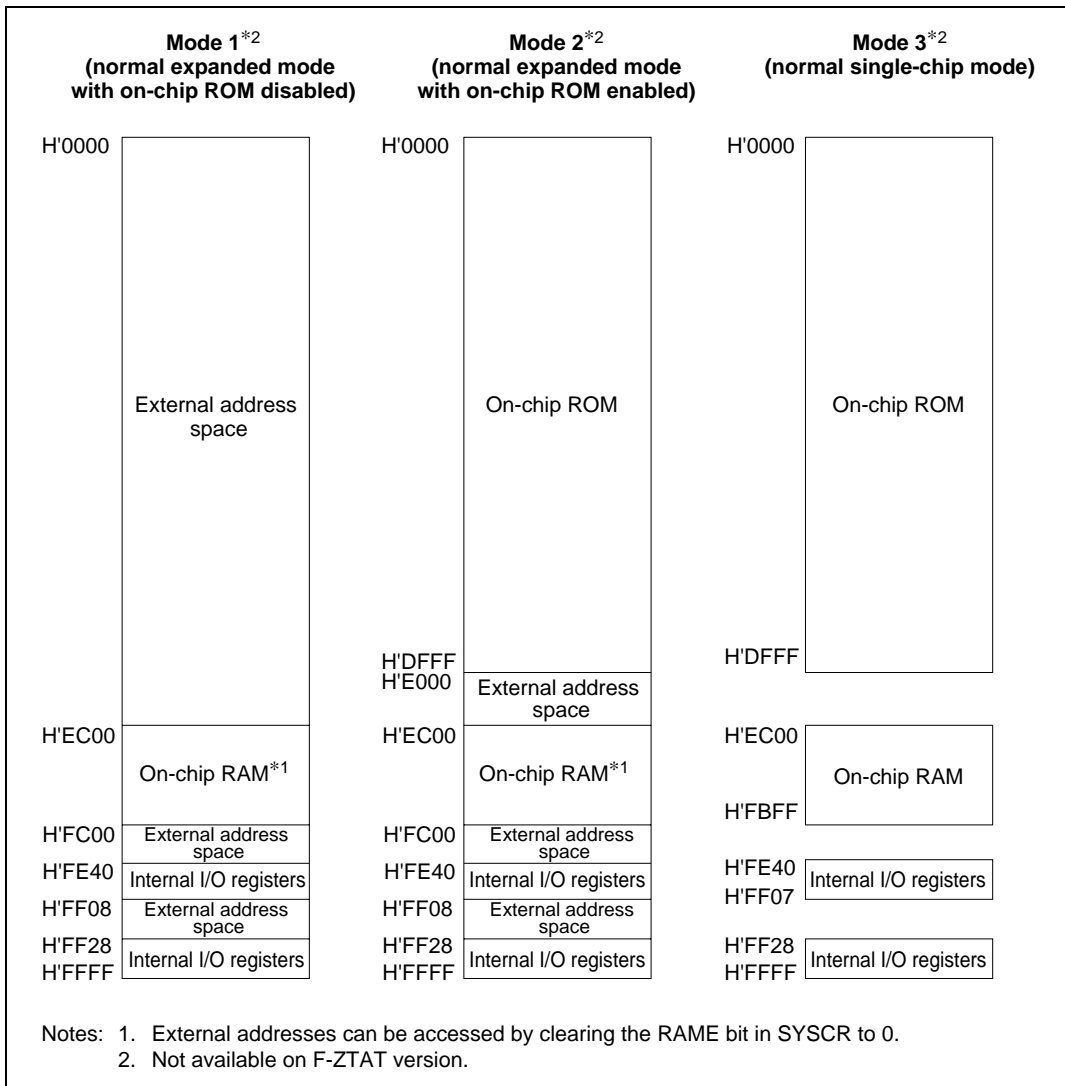 Mode 1*2
(normal expanded mode
with on-chip ROM disabled)
H'0000
External address
space
H'EC00
On-chip RAM*1
H'FC00
External address
space
H'FE40
Internal I/O registers
H'FF08
External address
space
H'FF28
Internal I/O registers
H'FFFF
Mode 2*2
(normal expanded mode
with on-chip ROM enabled)
H'0000
On-chip ROM
H'DFFF
H'E000
External address
space
H'EC00
On-chip RAM*1
H'FC00
External address
space
H'FE40
Internal I/O registers
H'FF08
External address
space
H'FF28
Internal I/O registers
H'FFFF
Mode 3*2
(normal single-chip mode)
H'0000
On-chip ROM
H'DFFF
H'EC00
On-chip RAM
H'FBFF
H'FE40
Internal I/O registers
H'FF07
H'FF28
Internal I/O registers
H'FFFF
Notes: 1. External addresses can be accessed by clearing the RAME bit in SYSCR to 0.
2. Not available on F-ZTAT version.